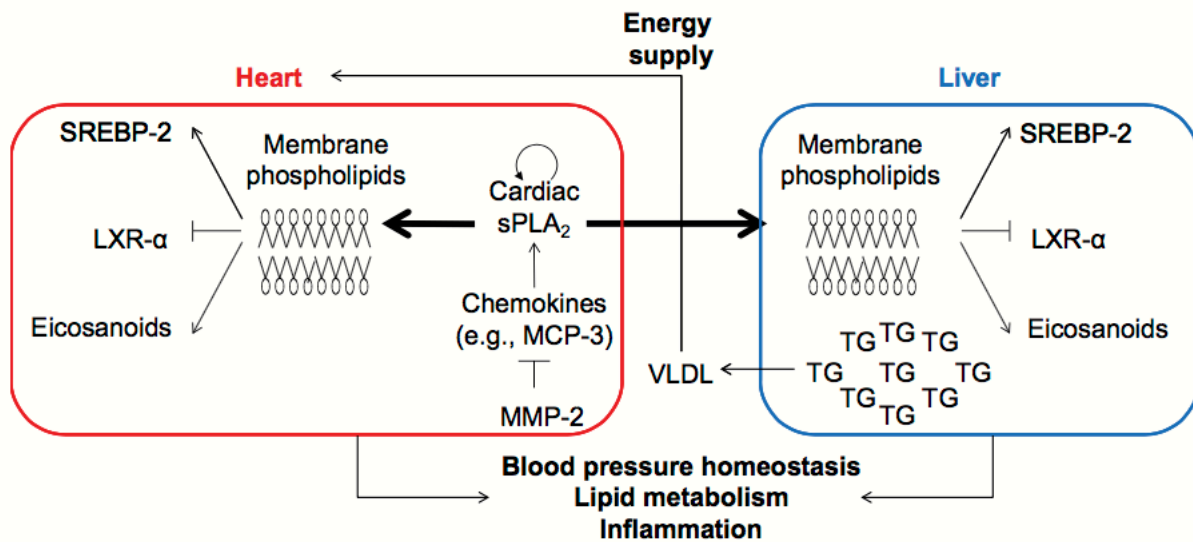 Energy
supply
Heart
Liver
SREBP-2
Membrane
phospholipids
LXR-α
Eicosanoids
Cardiac
sPLA₂
Chemokines
(e.g., MCP-3)
MMP-2
VLDL
Membrane
phospholipids
SREBP-2
LXR-α
Eicosanoids
TG
TG TG
TG TG TG
TG TG
TG
Blood pressure homeostasis
Lipid metabolism
Inflammation